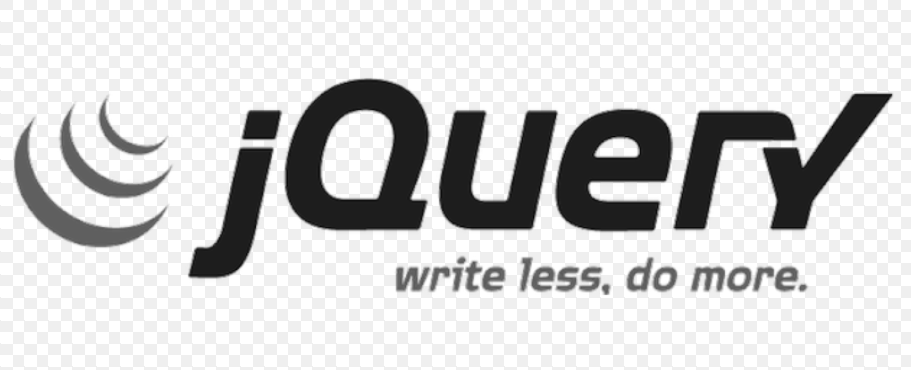 jQuery
write less, do more.